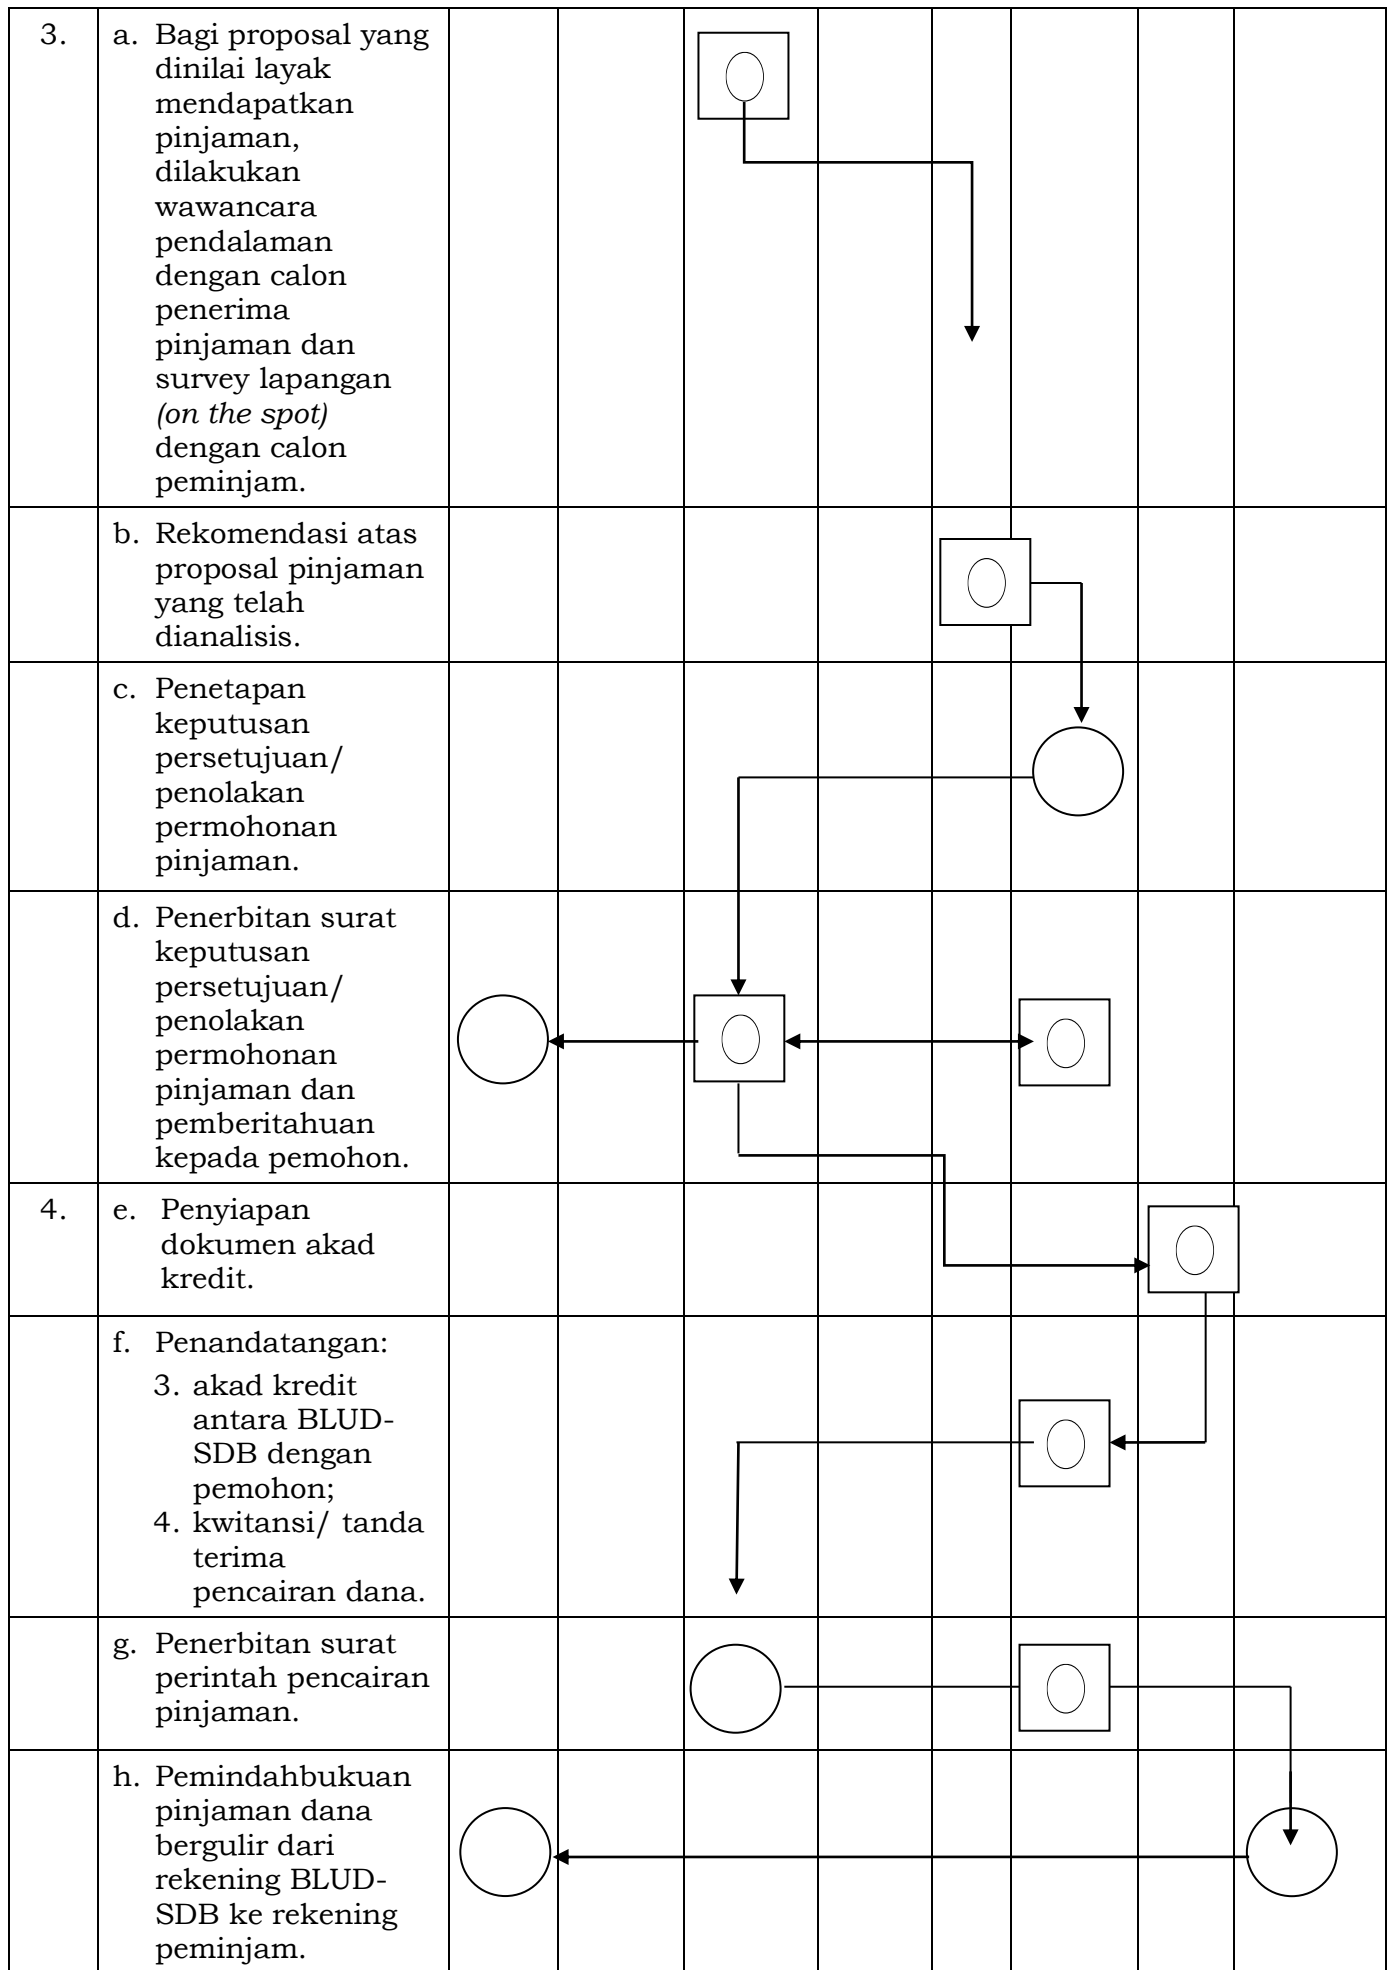 3. a. Bagi proposal yang
dinilai layak
mendapatkan
pinjaman,
dilakukan
wawancara
pendalaman
dengan calon
penerima
pinjaman dan
survey lapangan
(on the spot)
dengan calon
peminjam.
b. Rekomendasi atas
proposal pinjaman
yang telah
dianalisis.
c. Penetapan
keputusan
persetujuan/
penolakan
permohonan
pinjaman.
d. Penerbitan surat
keputusan
persetujuan/
penolakan
permohonan
pinjaman dan
pemberitahuan
kepada pemohon.
4. e. Penyiapan
dokumen akad
kredit.
f. Penandatangan:
3. akad kredit
antara BLUD-
SDB dengan
pemohon;
4. kwitansi/ tanda
terima
pencairan dana.
g. Penerbitan surat
perintah pencairan
pinjaman.
h. Pemindahbukuan
pinjaman dana
bergulir dari
rekening BLUD-
SDB ke rekening
peminjam.